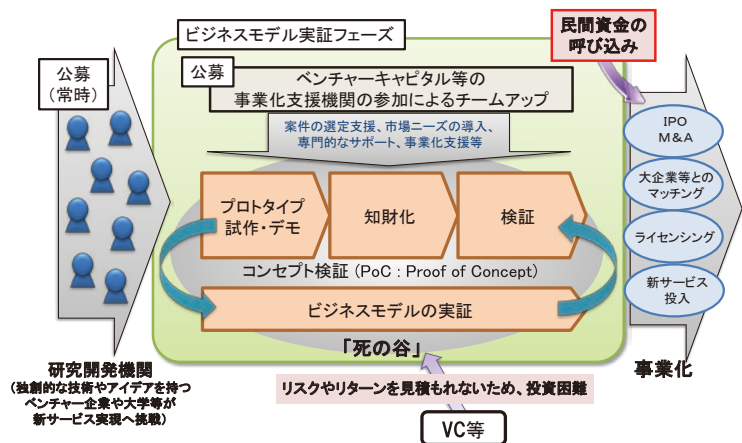 民間資金の
呼び込み
ビジネスモデル実証フェーズ
公募
(常時)
公募
ベンチャーキャピタル等の
事業化支援機関の参加によるチームアップ
案件の選定支援、市場ニーズの導入、
専門的なサポート、事業化支援等
IPO
M&A
大企業等との
マッチング
ライセンシング
新サービス
投入
プロトタイプ
試作・デモ
知財化
検証
コンセプト検証 (PoC : Proof of Concept)
ビジネスモデルの実証
「死の谷」
研究開発機関
(独創的な技術やアイデアを持つ
ベンチャー企業や大学等が
新サービス実現へ挑戦)
事業化
リスクやリターンを見積もれないため、投資困難
VC等